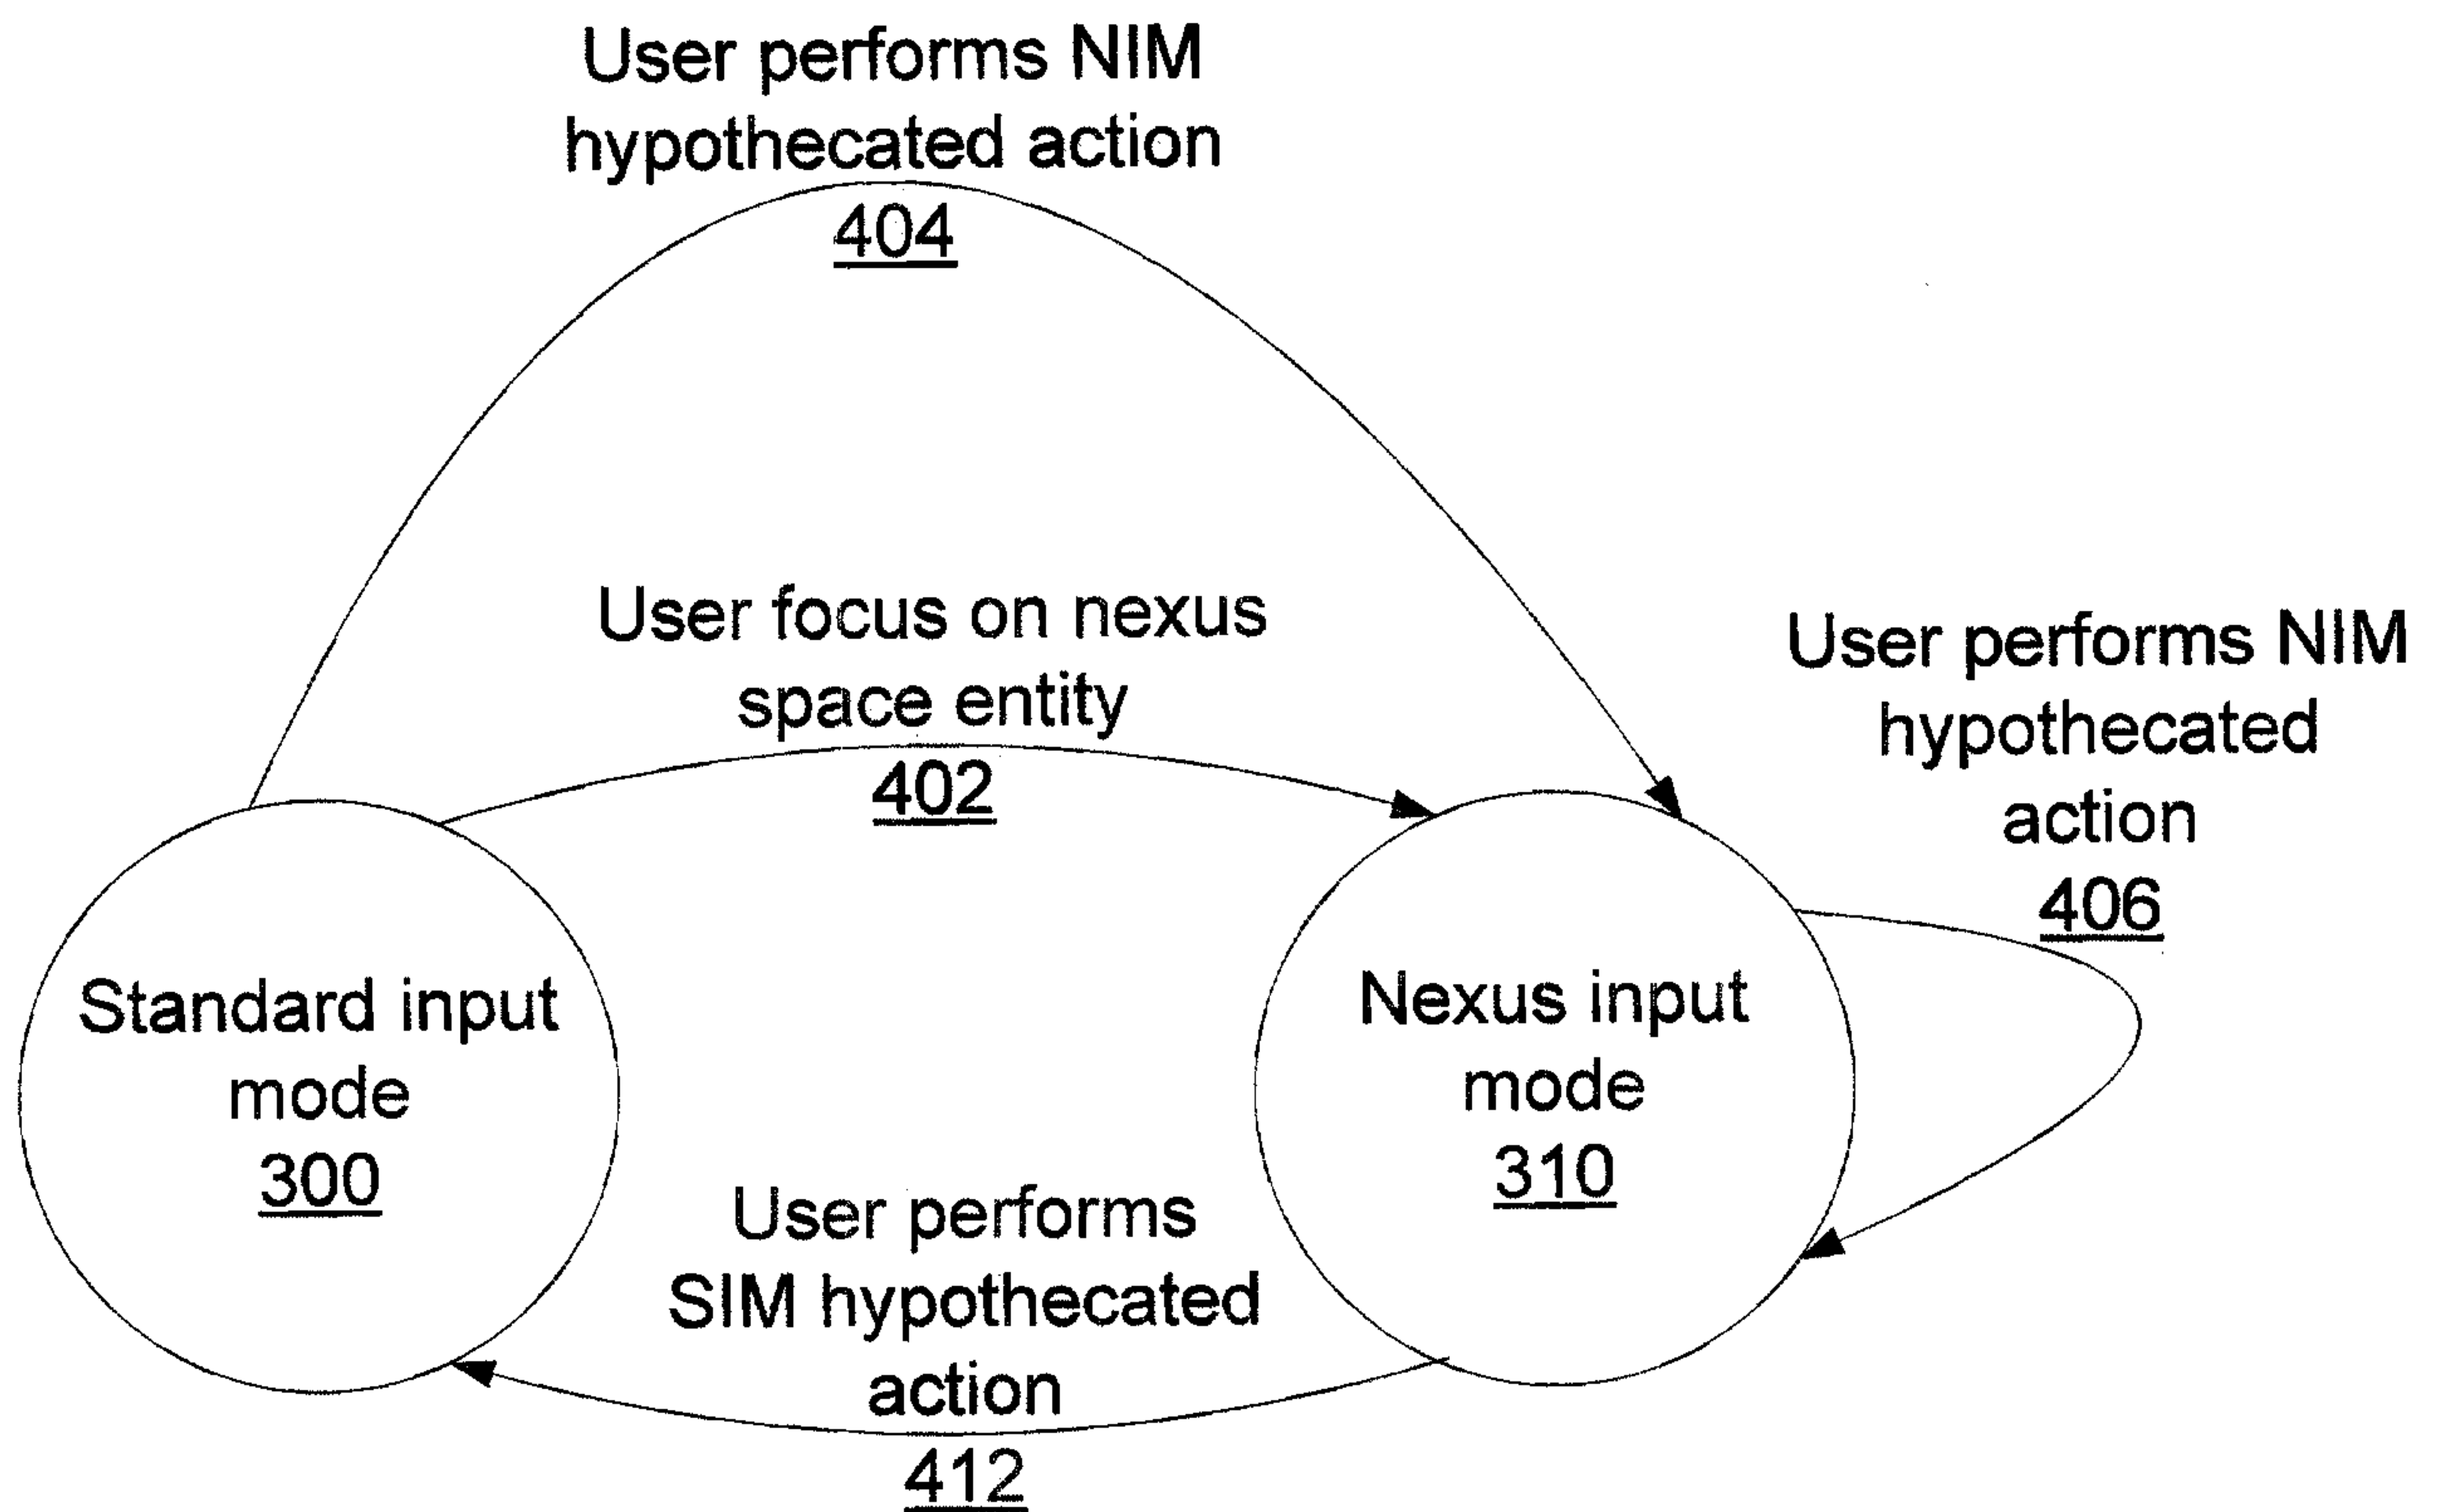 User performs NIM
hypothecated action
404
User focus on nexus
space entity
402
User performs NIM
hypothecated
action
406
Standard input
mode
300
Nexus input
mode
310
User performs
SIM hypothecated
action
412